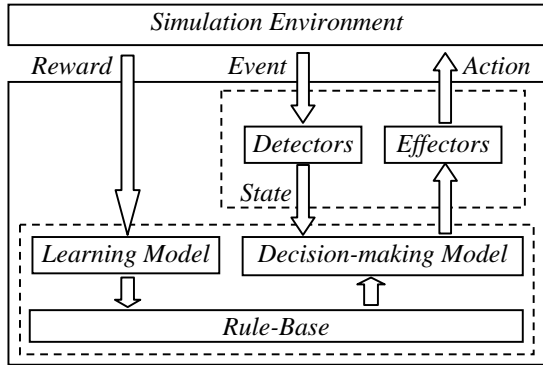 Simulation Environment
Reward
Event
Action
Detectors
Effectors
State
Learning Model
Decision-making Model
Rule-Base